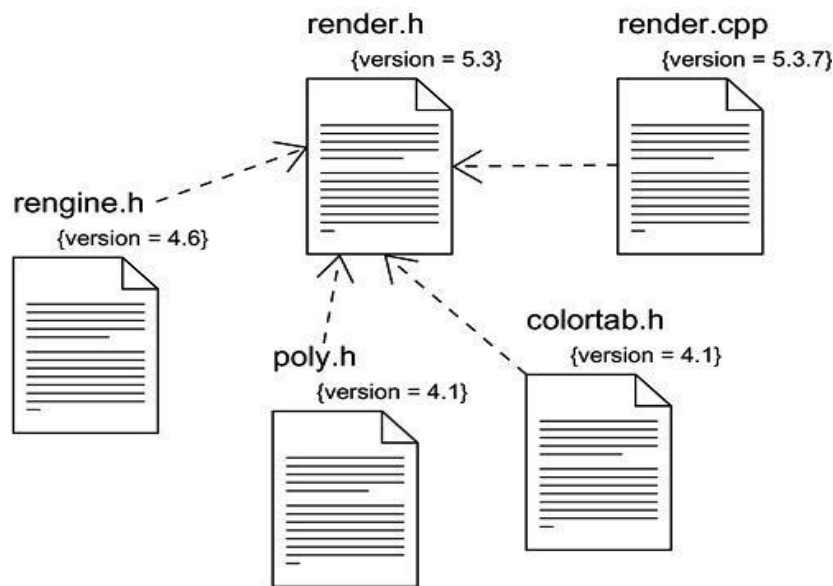 render.h
{version = 5.3}
render.cpp
{version = 5.3.7}
rengine.h
{version = 4.6}
poly.h
{version = 4.1}
colortab.h
{version = 4.1}